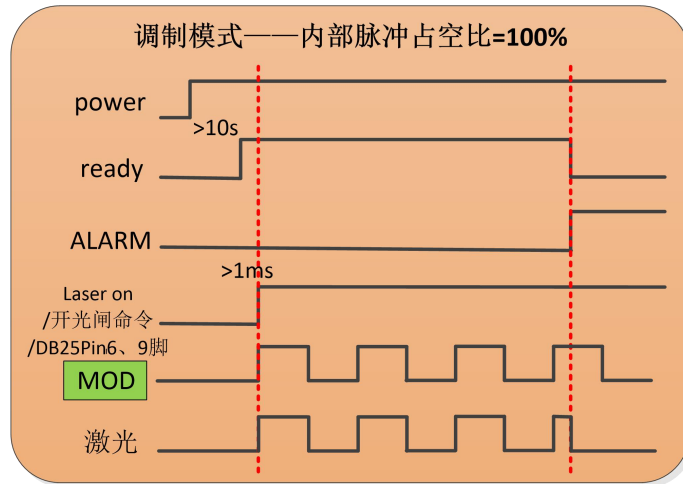 调制模式——内部脉冲占空比=100%
power
>10s
ready
ALARM
>1ms
Laser on
/开光闸命令
/DB25Pin6、9脚
MOD
激光